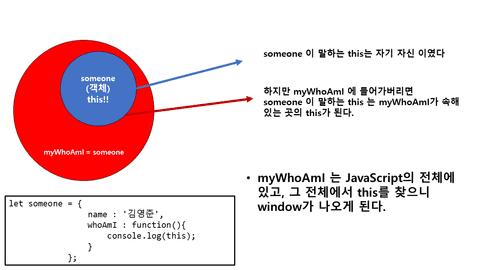 someone 이 말하는 this는 자기 자신 이였다
someone
(객체)
this!!
하지만 myWhoAmI 에 들어가버리면
someone 이 말하는 this 는 myWhoAmI가 속해
있는 곳의 this가 된다.
myWhoAmI = someone
• myWhoAmI 는 JavaScript의 전체에
있고, 그 전체에서 this를 찾으니
window가 나오게 된다.
let someone = {
name : '김영준',
whoAmI : function(){
console.log(this);
}
};